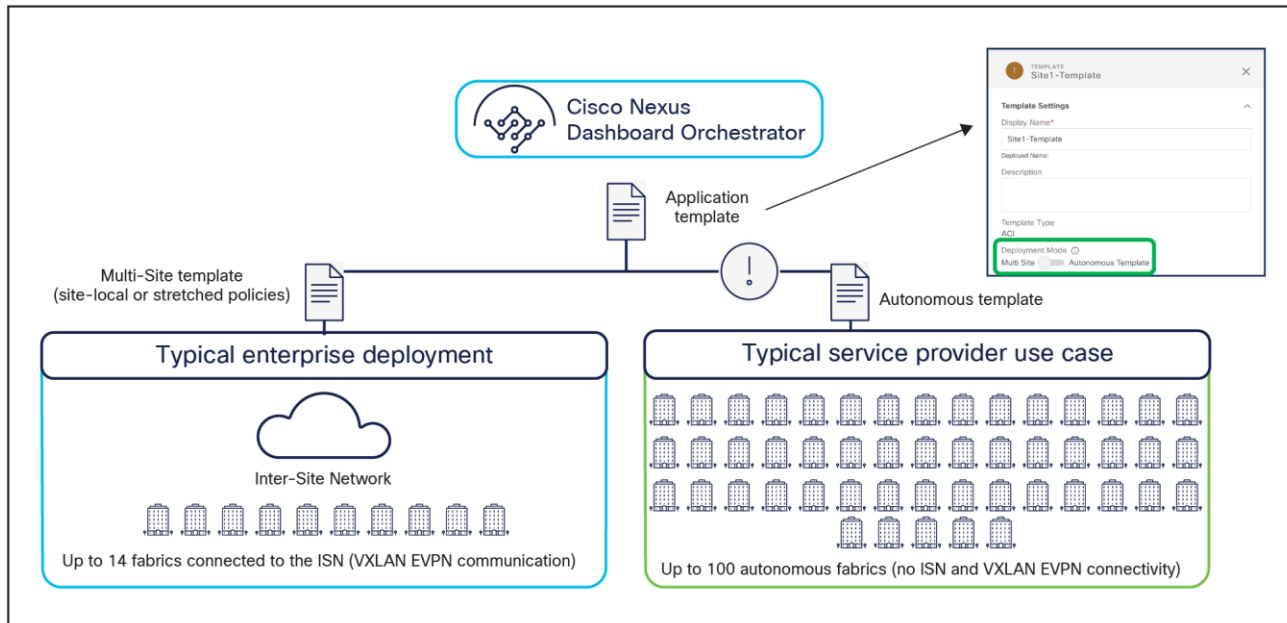 Cisco Nexus
Dashboard Orchestrator
T
TEMPLATE
Site1-Template
Template Settings
Display Name*
Site1-Template
Deployed Name:
Description
Template Type
ACI
Deployment Mode
Multi Site
Autonomous Template
Application
template
Multi-Site template
(site-local or stretched policies)
!
Autonomous template
Typical enterprise deployment
Inter-Site Network
Up to 14 fabrics connected to the ISN (VXLAN EVPN communication)
Typical service provider use case
Up to 100 autonomous fabrics (no ISN and VXLAN EVPN connectivity)